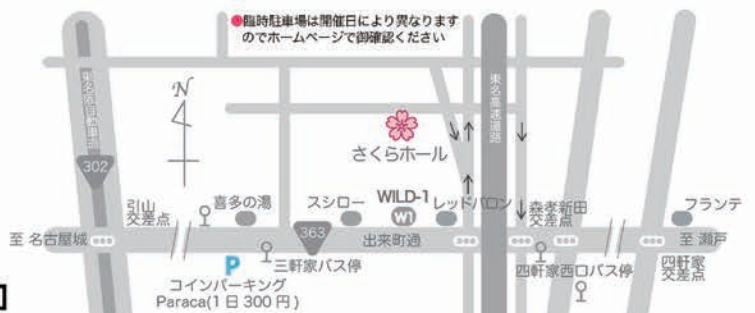 ●臨時駐車場は開催日により異なります
のでホームページで御確認ください
東名阪自動車道
302
N
東名高速道路
さくらホール
引山
交差点
喜多の湯
スシロー
WILD-1
W1
レッドバロン
森孝新田
交差点
フランテ
至 名古屋城
363
出来町通
至 瀬戸
P
三軒家バス停
四軒家西口バス停
四軒家
交差点
コインパーキング
Paraca(1日300円)